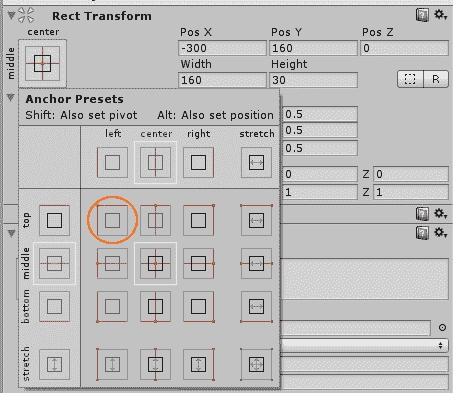 Rect Transform
center
Pos X Pos Y Pos Z
middle
-300 160 0
Width Height
160 30
R
Anchor Presets
Shift: Also set pivot Alt: Also set position
0.5
left center right stretch
0.5
0.5
0 Z 0
1 Z 1
top
middle
bottom
stretch